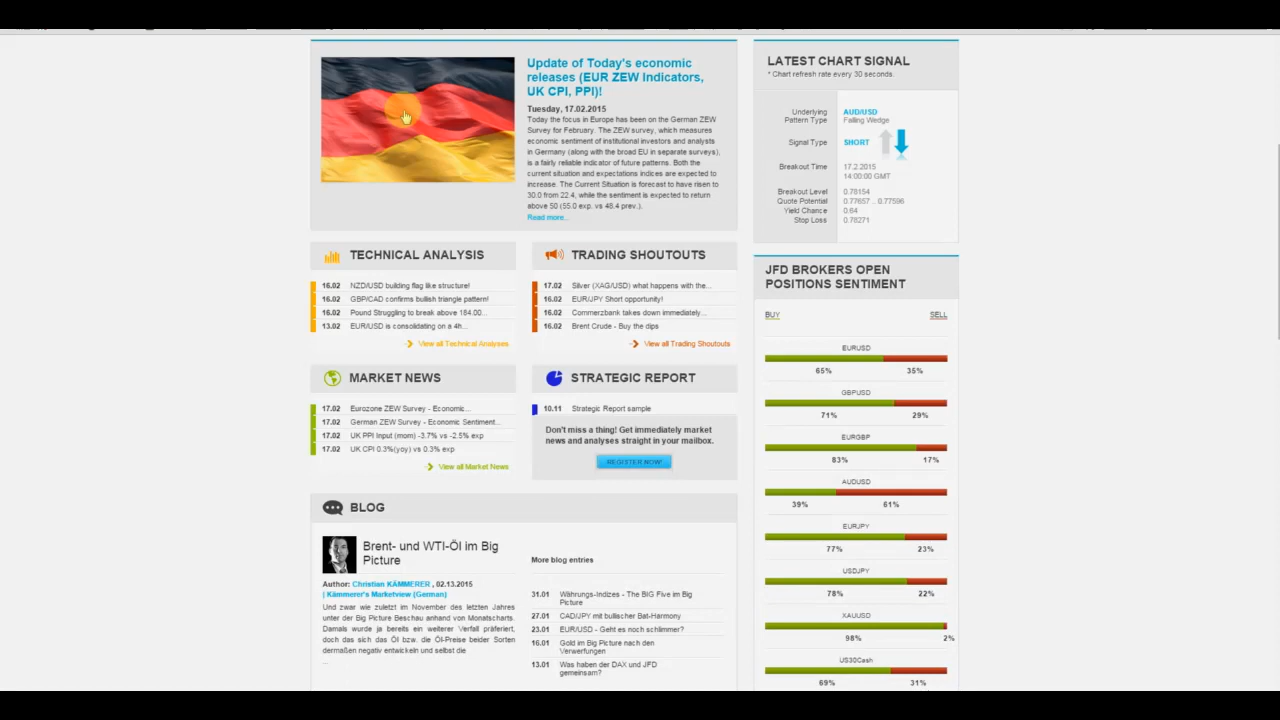 Update of Today's economic
releases (EUR ZEW Indicators,
UK CPI, PPI)!
Tuesday, 17.02.2015
Today the focus in Europe has been on the German ZEW
Survey for February. The ZEW survey, which measures
economic sentiment of institutional investors and analysts
in Germany (along with the broad EU in separate surveys),
is a fairly reliable indicator of future patterns. Both the
current situation and expectations indices are expected to
increase. The Current Situation is forecast to have risen to
30.0 from 22.4, while the sentiment is expected to return
above 50 (55.0 exp. vs 48.4 prev.).
Read more...
TECHNICAL ANALYSIS
16.02 NZD/USD building flag like structure!
16.02 GBP/CAD confirms bullish triangle pattern!
16.02 Pound Struggling to break above 184.00...
13.02 EUR/USD is consolidating on a 4h...
View all Technical Analyses
TRADING SHOUTOUTS
17.02 Silver (XAG/USD) what happens with the...
16.02 EUR/JPY Short opportunity!
16.02 Commerzbank takes down immediately...
16.02 Brent Crude - Buy the dips
View all Trading Shoutouts
MARKET NEWS
17.02 Eurozone ZEW Survey - Economic...
17.02 German ZEW Survey - Economic Sentiment...
17.02 UK PPI Input (mom) -3.7% vs -2.5% exp
17.02 UK CPI 0.3%(yoy) vs 0.3% exp
View all Market News
STRATEGIC REPORT
10.11 Strategic Report sample
Don't miss a thing! Get immediately market
news and analyses straight in your mailbox.
REGISTER NOW!
BLOG
Brent- und WTI-Öl im Big
Picture
Author: Christian KÄMMERER , 02.13.2015
| Kämmerer's Marketview (German)
Und zwar wie zuletzt im November des letzten Jahres
unter der Big Picture Beschau anhand von Monatscharts.
Damals wurde ja bereits ein weiterer Verfall präferiert,
doch das sich das Öl bzw. die Öl-Preise beider Sorten
dermaßen negativ entwickeln und selbst die
...
More blog entries
31.01 Währungs-Indizes - The BIG Five im Big
Picture
27.01 CAD/JPY mit bullischer Bat-Harmony
23.01 EUR/USD - Geht es noch schlimmer?
16.01 Gold im Big Picture nach den
Verwerfungen
13.01 Was haben der DAX und JFD
gemeinsam?
LATEST CHART SIGNAL
* Chart refresh rate every 30 seconds.
Underlying AUD/USD
Pattern Type Falling Wedge
Signal Type SHORT
Breakout Time 17.2.2015
14:00:00 GMT
Breakout Level 0.78154
Quote Potential 0.77657 .. 0.77596
Yield Chance 0.64
Stop Loss 0.78271
JFD BROKERS OPEN
POSITIONS SENTIMENT
BUY SELL
EURUSD
65% 35%
GBPUSD
71% 29%
EURGBP
83% 17%
AUDUSD
39% 61%
EURJPY
77% 23%
USDJPY
78% 22%
XAUUSD
98% 2%
US30Cash
69% 31%